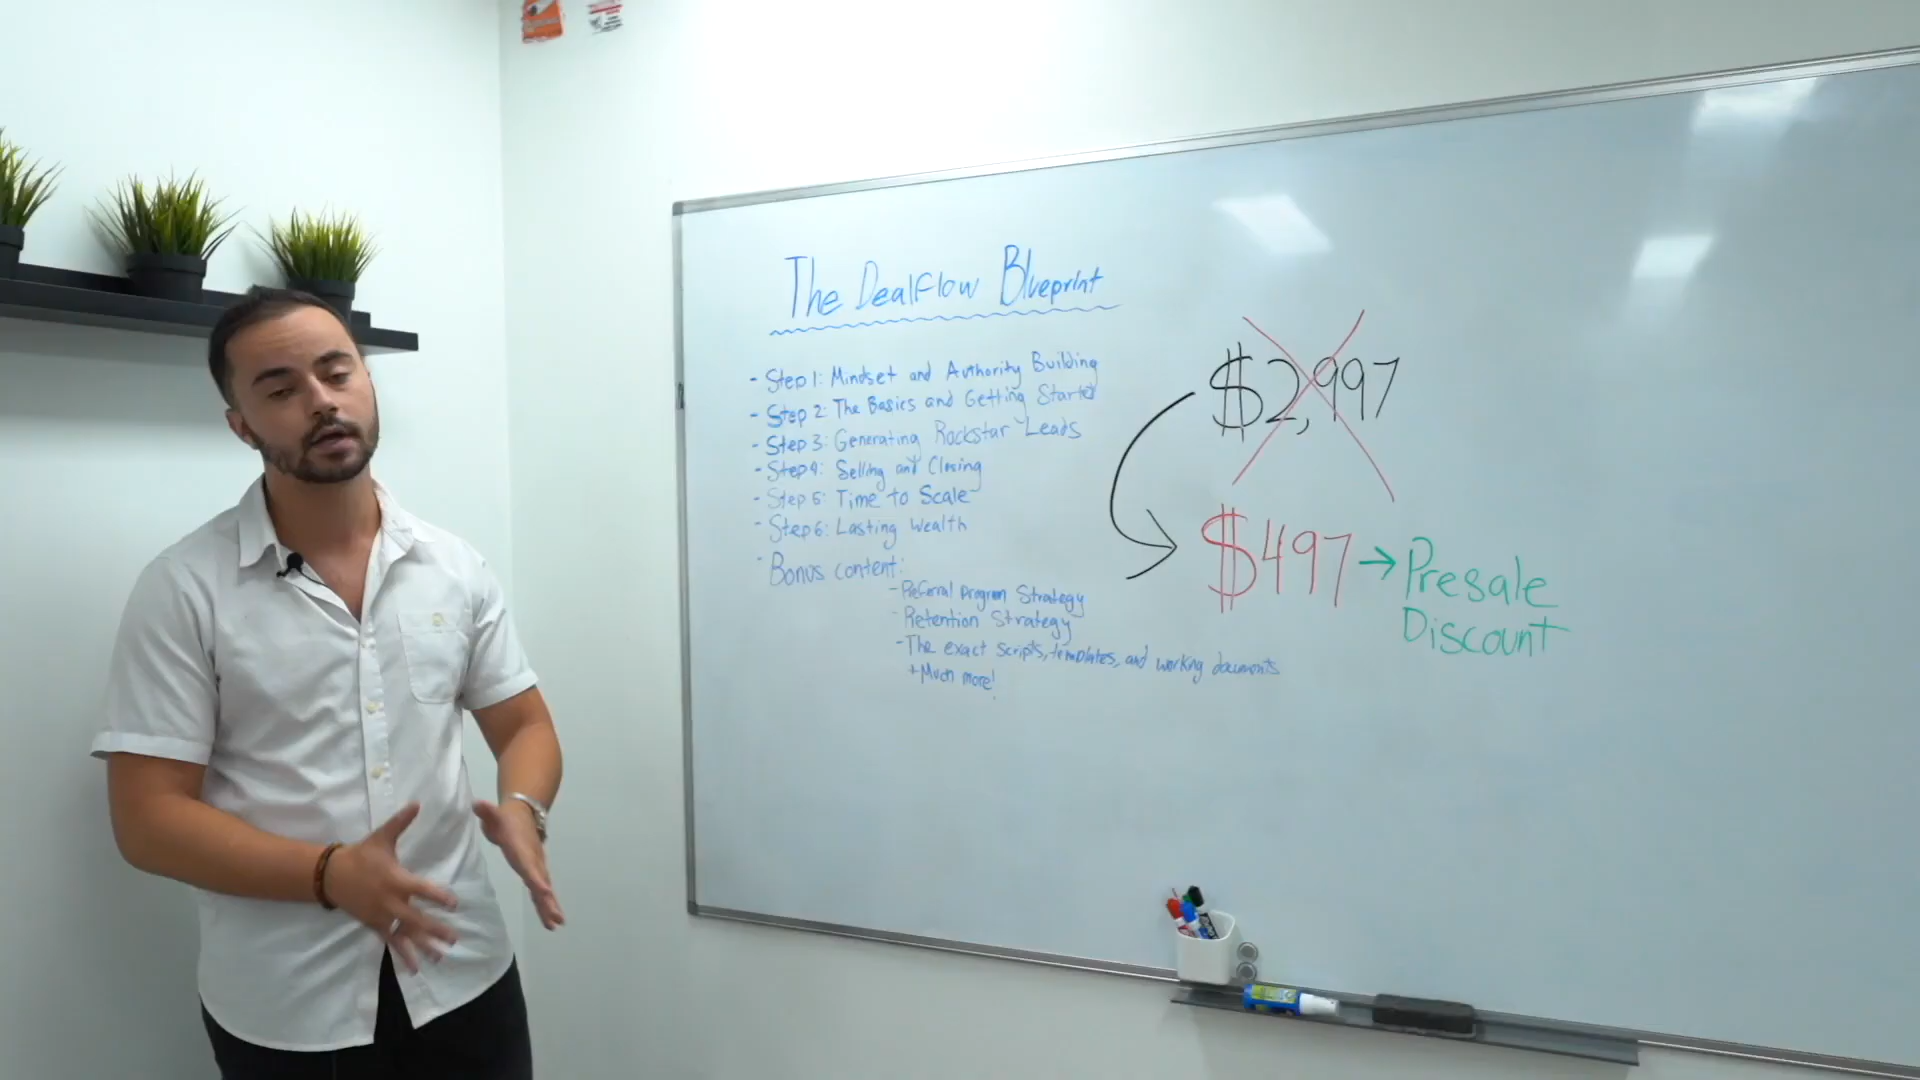 The DealFlow Blueprint
- Step 1: Mindset and Authority Building
- Step 2: The Basics and Getting Started
- Step 3: Generating Rockstar Leads
- Step 4: Selling and Closing
- Step 5: Time to Scale
- Step 6: Lasting Wealth
- Bonus content:
- Referral program Strategy
- Retention Strategy
- The exact scripts, templates, and working documents
+ Much more!
$2,997
$497 → Presale
Discount